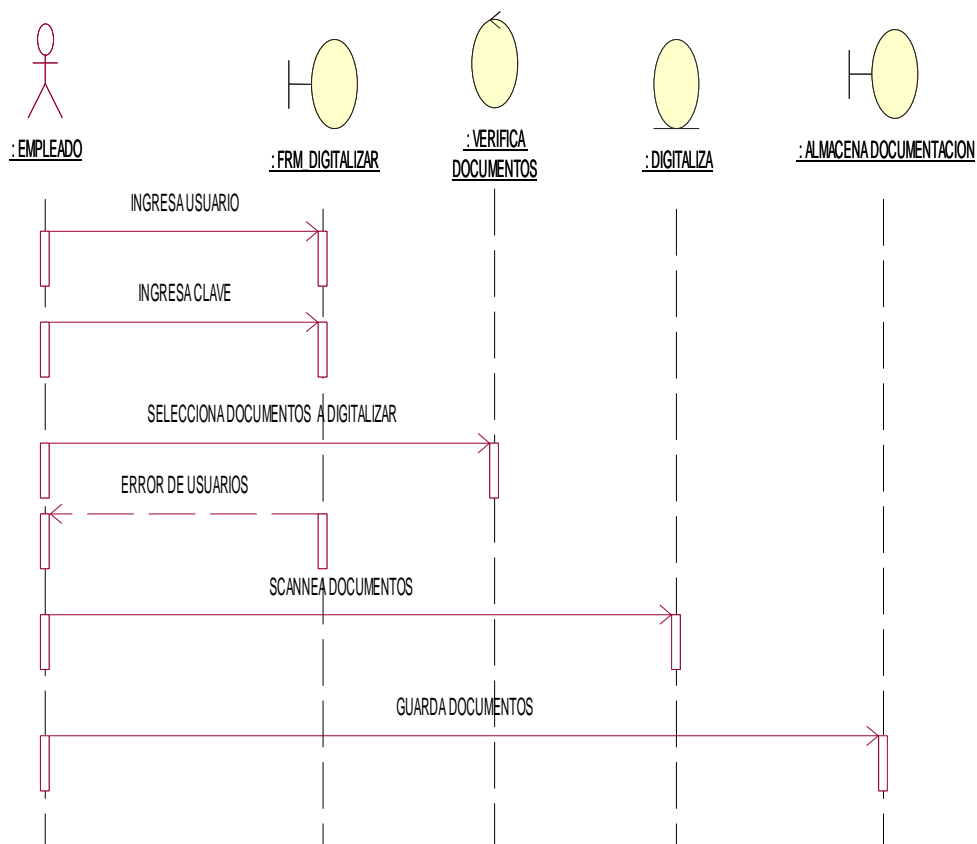 : EMPLEADO
: FRM_DIGITALIZAR
: VERIFICA
DOCUMENTOS
: DIGITALIZA
: ALMACENA DOCUMENTACION
INGRESA USUARIO
INGRESA CLAVE
SELECCIONA DOCUMENTOS A DIGITALIZAR
ERROR DE USUARIOS
SCANNEA DOCUMENTOS
GUARDA DOCUMENTOS